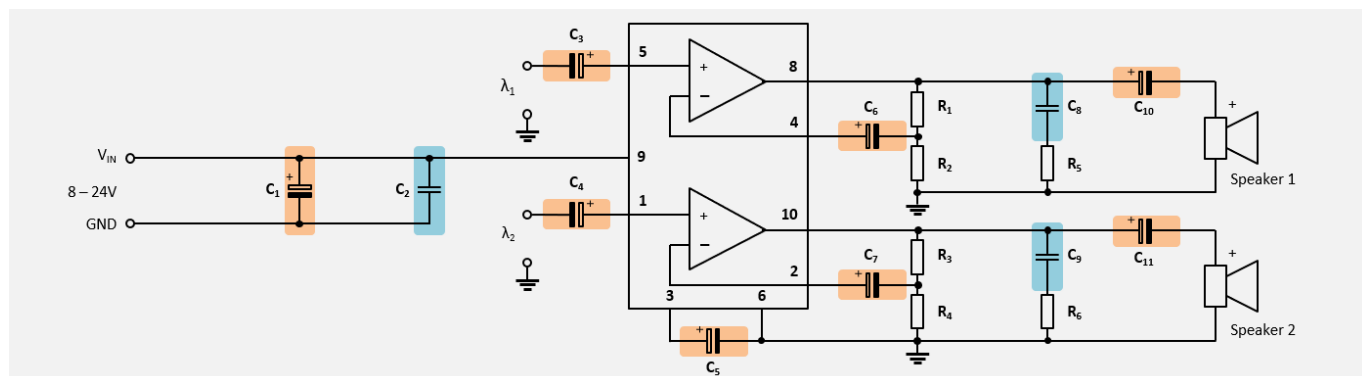 C₃
5
+
λ₁
+
−
8
4
C₆
+
R₁
R₂
C₈
R₅
+
C₁₀
+
Speaker 1
V_IN
8 – 24V
GND
+
C₁
C₂
9
C₄
1
+
λ₂
+
−
10
2
3
6
C₇
+
R₃
R₄
C₉
R₆
+
C₁₁
+
Speaker 2
+
C₅